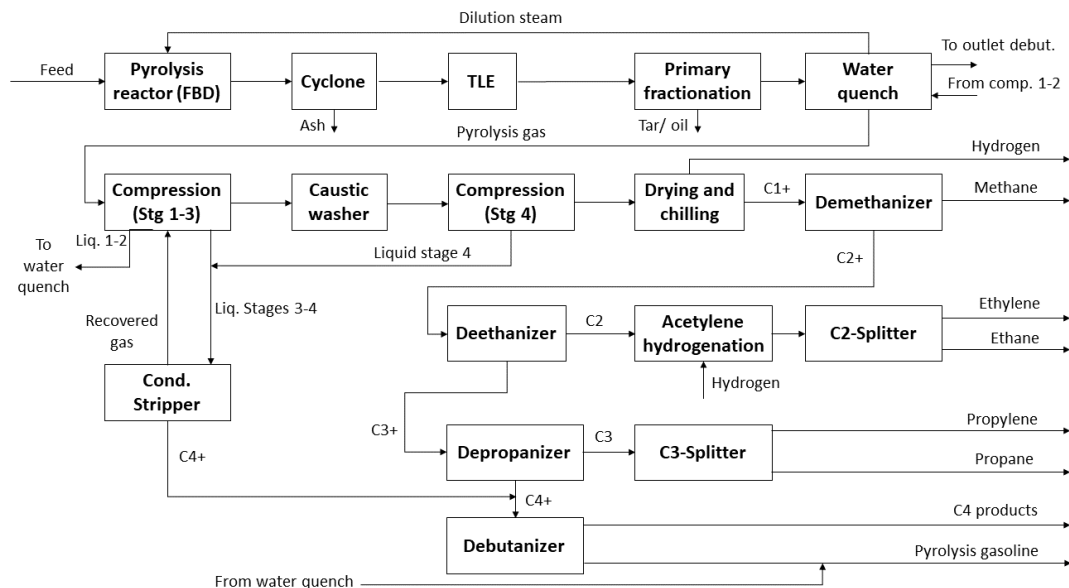 Dilution steam
To outlet debut.
Feed
Pyrolysis
reactor (FBD)
Cyclone
TLE
Primary
fractionation
Water
quench
From comp. 1-2
Ash
Tar/ oil
Pyrolysis gas
Hydrogen
Compression
(Stg 1-3)
Caustic
washer
Compression
(Stg 4)
Drying and
chilling
C1+
Demethanizer
Methane
To
water
quench
Liq. 1-2
Liquid stage 4
C2+
Recovered
gas
Liq. Stages 3-4
Deethanizer
C2
Acetylene
hydrogenation
C2-Splitter
Ethylene
Ethane
Hydrogen
Cond.
Stripper
C3+
Depropanizer
C3
C3-Splitter
Propylene
Propane
C4+
C4+
Debutanizer
C4 products
Pyrolysis gasoline
From water quench